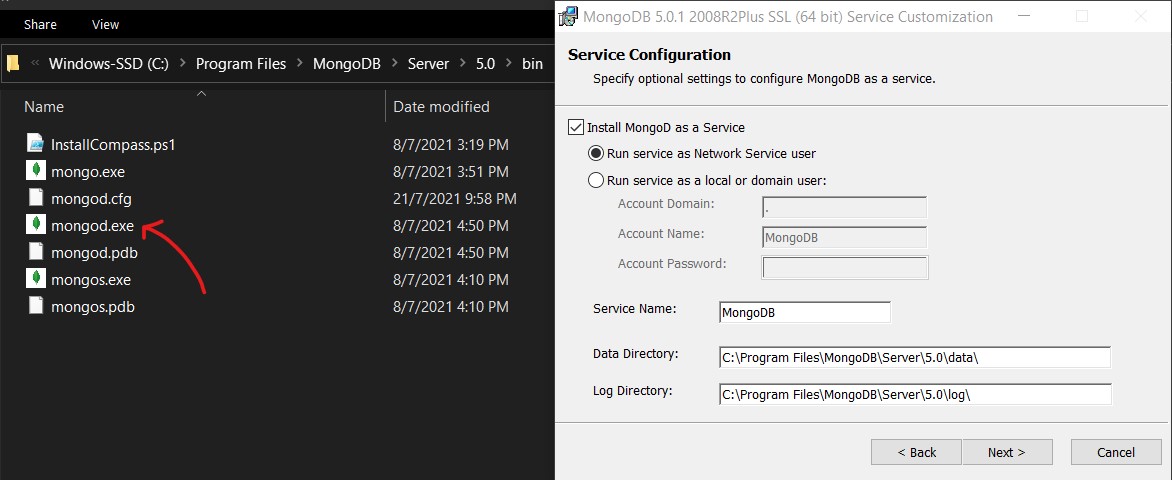 Share View
Windows-SSD (C:) Program Files MongoDB Server 5.0 bin
Name Date modified
InstallCompass.ps1 8/7/2021 3:19 PM
mongo.exe 8/7/2021 3:51 PM
mongod.cfg 21/7/2021 9:58 PM
mongod.exe 8/7/2021 4:50 PM
mongod.pdb 8/7/2021 4:50 PM
mongos.exe 8/7/2021 4:10 PM
mongos.pdb 8/7/2021 4:10 PM
MongoDB 5.0.1 2008R2Plus SSL (64 bit) Service Customization
Service Configuration
Specify optional settings to configure MongoDB as a service.
Install MongoD as a Service
Run service as Network Service user
Run service as a local or domain user:
Account Domain: .
Account Name: MongoDB
Account Password:
Service Name: MongoDB
Data Directory: C:\Program Files\MongoDB\Server\5.0\data\
Log Directory: C:\Program Files\MongoDB\Server\5.0\log\
< Back Next > Cancel